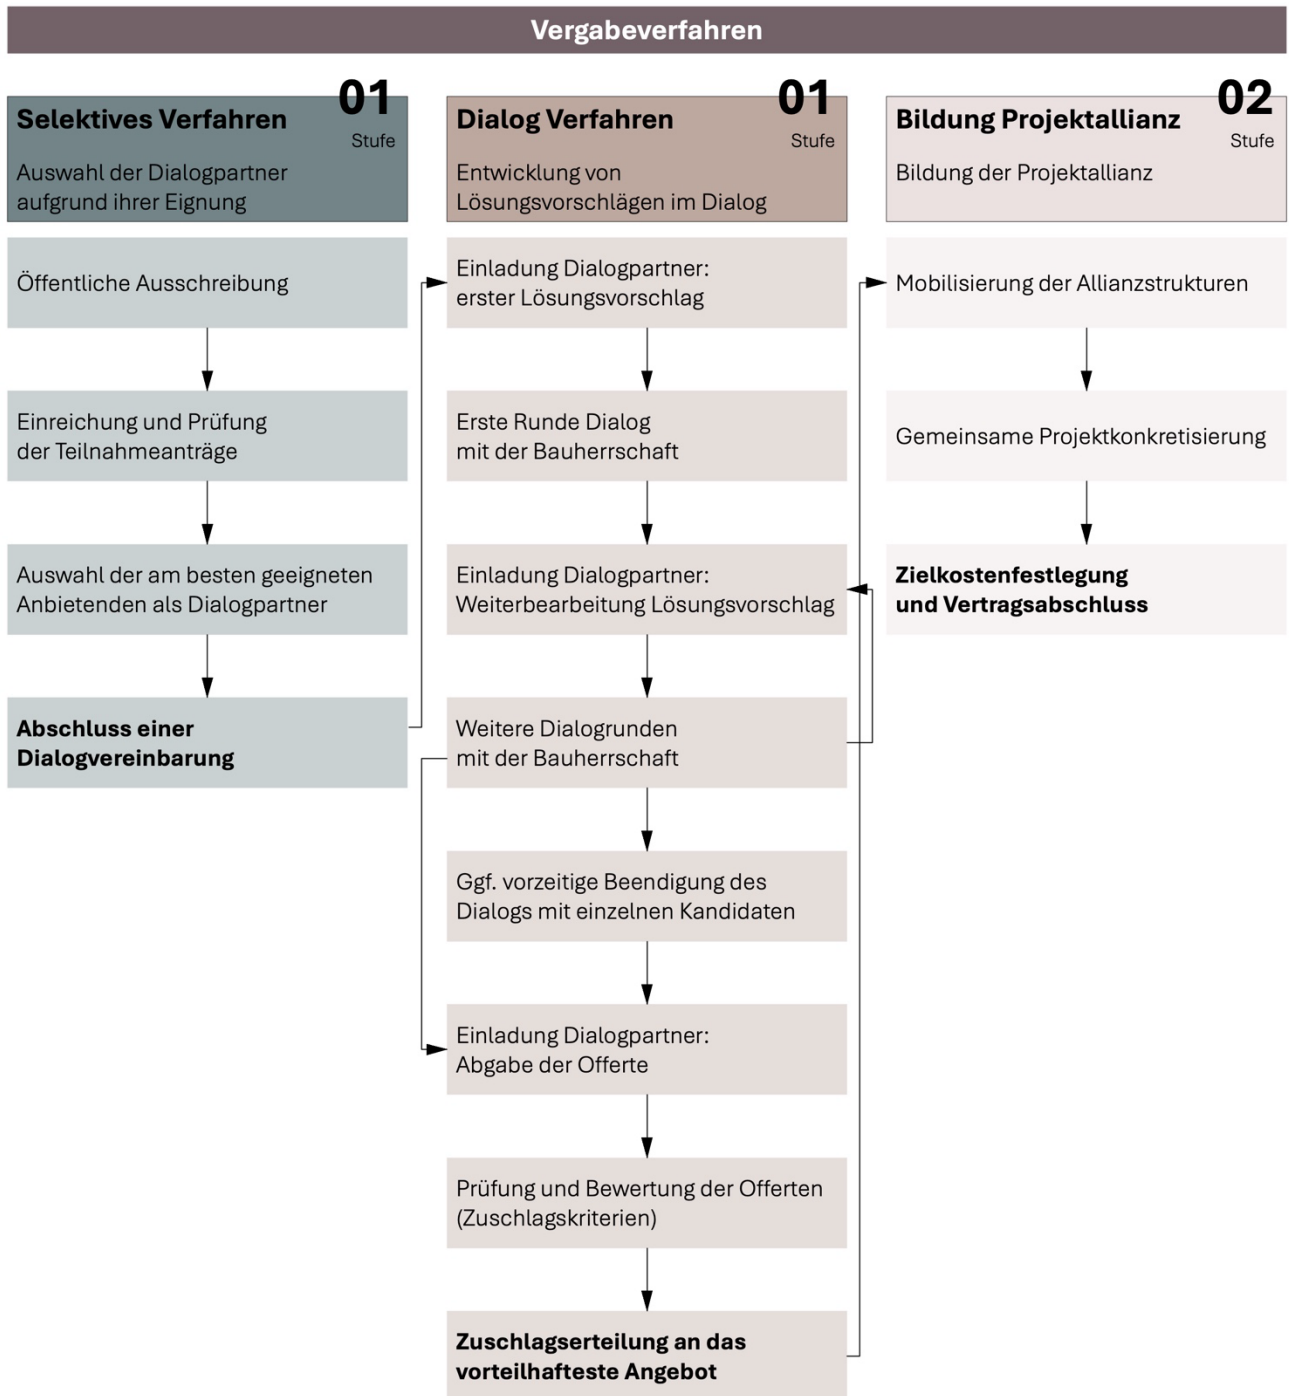 Vergabeverfahren
Selektives Verfahren
01
Stufe
Auswahl der Dialogpartner
aufgrund ihrer Eignung
Öffentliche Ausschreibung
Einreichung und Prüfung
der Teilnahmeanträge
Auswahl der am besten geeigneten
Anbietenden als Dialogpartner
Abschluss einer
Dialogvereinbarung
Dialog Verfahren
01
Stufe
Entwicklung von
Lösungsvorschlägen im Dialog
Einladung Dialogpartner:
erster Lösungsvorschlag
Erste Runde Dialog
mit der Bauherrschaft
Einladung Dialogpartner:
Weiterbearbeitung Lösungsvorschlag
Weitere Dialogrunden
mit der Bauherrschaft
Ggf. vorzeitige Beendigung des
Dialogs mit einzelnen Kandidaten
Einladung Dialogpartner:
Abgabe der Offerte
Prüfung und Bewertung der Offerten
(Zuschlagskriterien)
Zuschlagserteilung an das
vorteilhafteste Angebot
Bildung Projektallianz
02
Stufe
Bildung der Projektallianz
Mobilisierung der Allianzstrukturen
Gemeinsame Projektkonkretisierung
Zielkostenfestlegung
und Vertragsabschluss